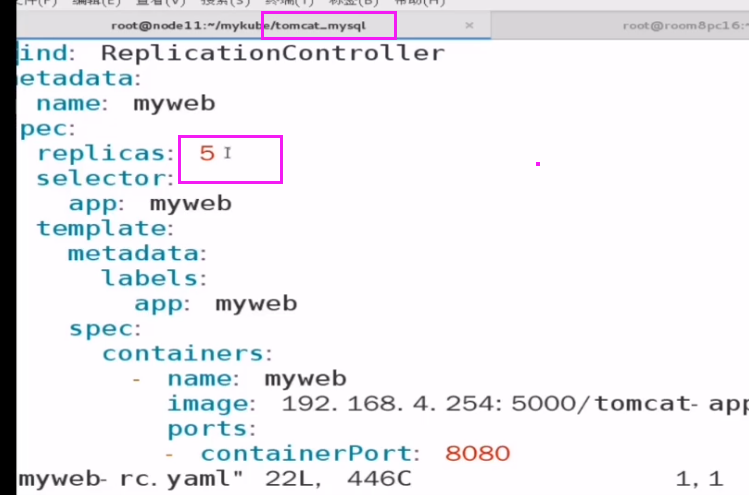 文件(F) 编辑(E) 查看(V) 搜索(S) 终端(T) 标签(B) 帮助(H)
root@node11:~/mykube/tomcat_mysql × root@room8pc16:~
ind: ReplicationController
etadata:
name: myweb
pec:
replicas: 5
selector:
app: myweb
template:
metadata:
labels:
app: myweb
spec:
containers:
- name: myweb
image: 192.168.4.254:5000/tomcat-app
ports:
- containerPort: 8080
myweb-rc.yaml" 22L, 446C 1,1